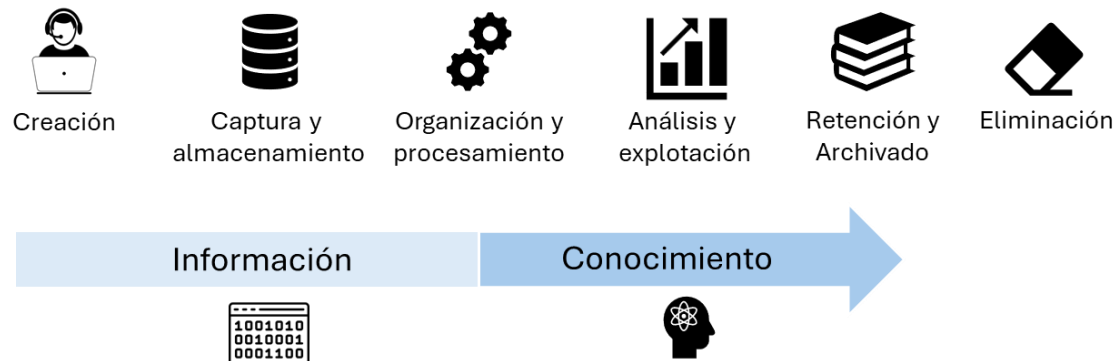 Creación
Captura y
almacenamiento
Organización y
procesamiento
Análisis y
explotación
Retención y
Archivado
Eliminación
Información
Conocimiento
1001010
0010001
0001100